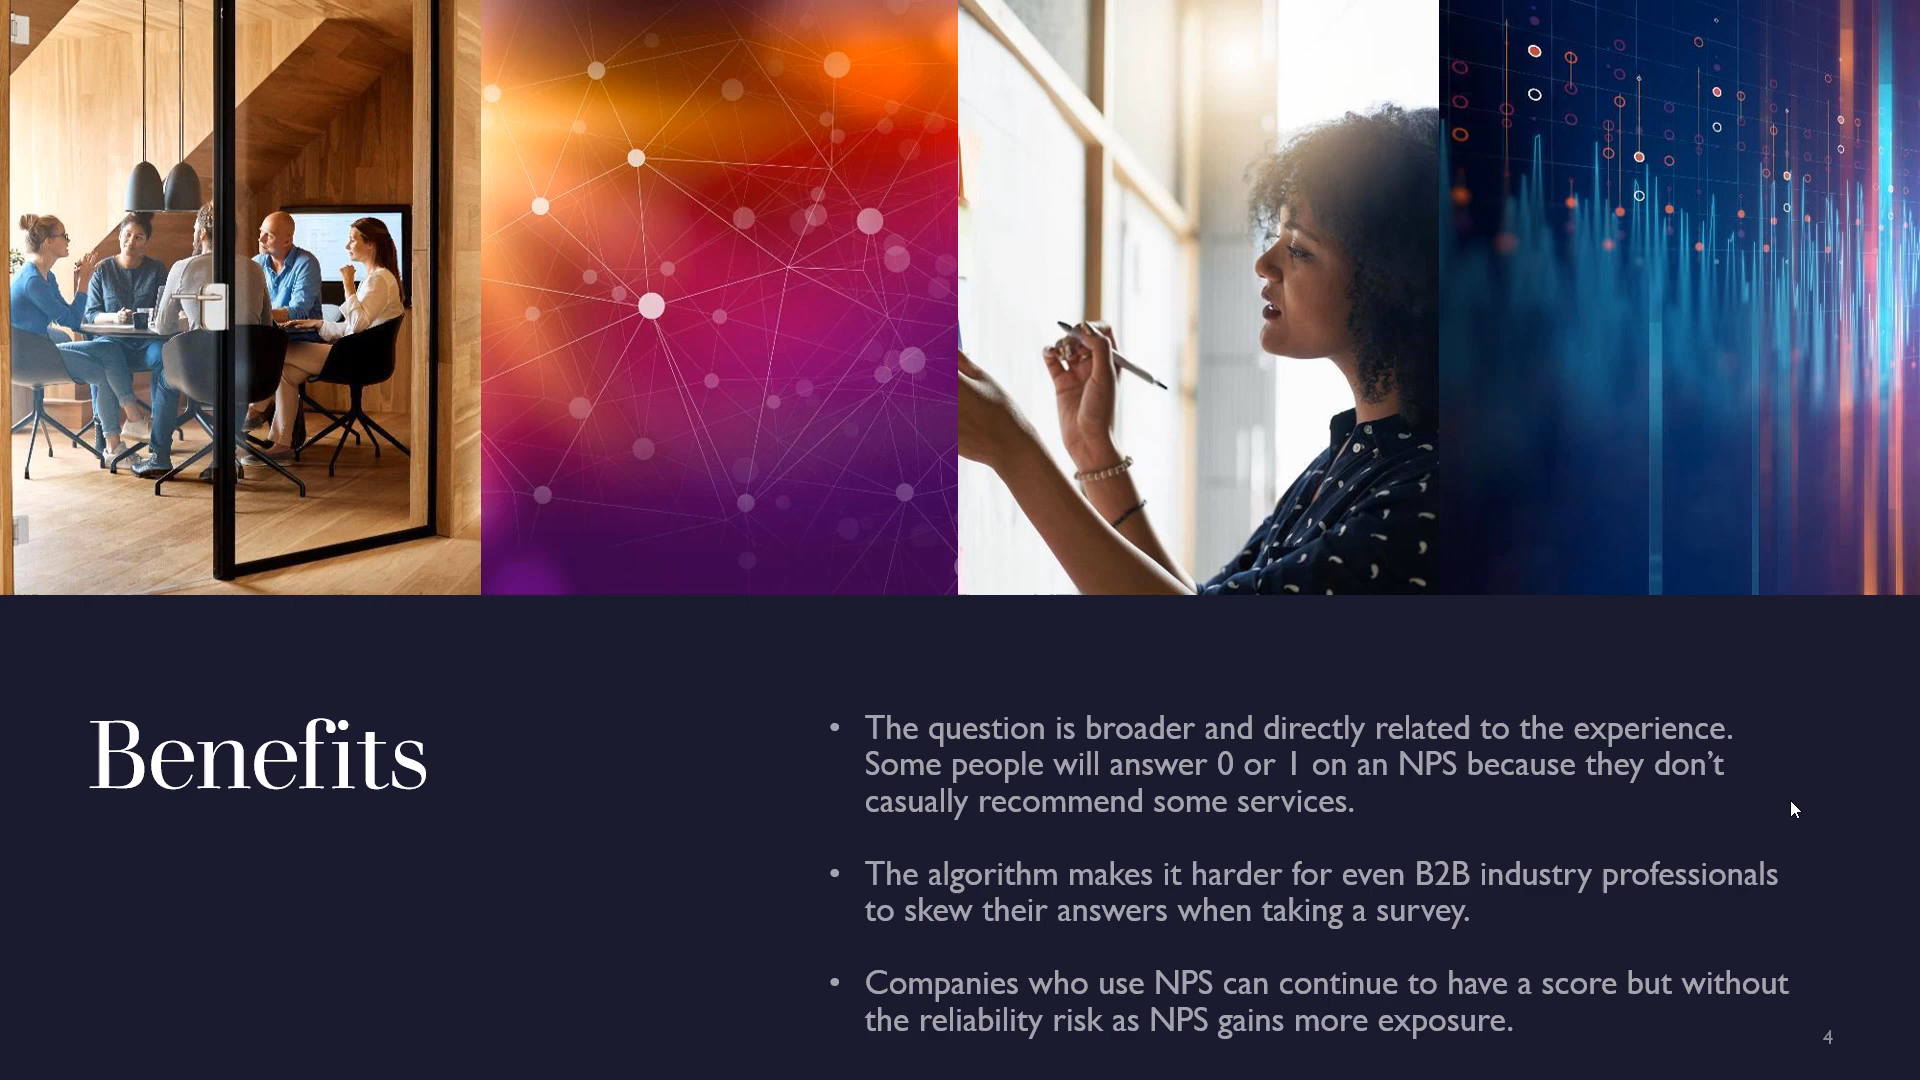 Benefits
• The question is broader and directly related to the experience.
Some people will answer 0 or 1 on an NPS because they don’t
casually recommend some services.
• The algorithm makes it harder for even B2B industry professionals
to skew their answers when taking a survey.
• Companies who use NPS can continue to have a score but without
the reliability risk as NPS gains more exposure.
4